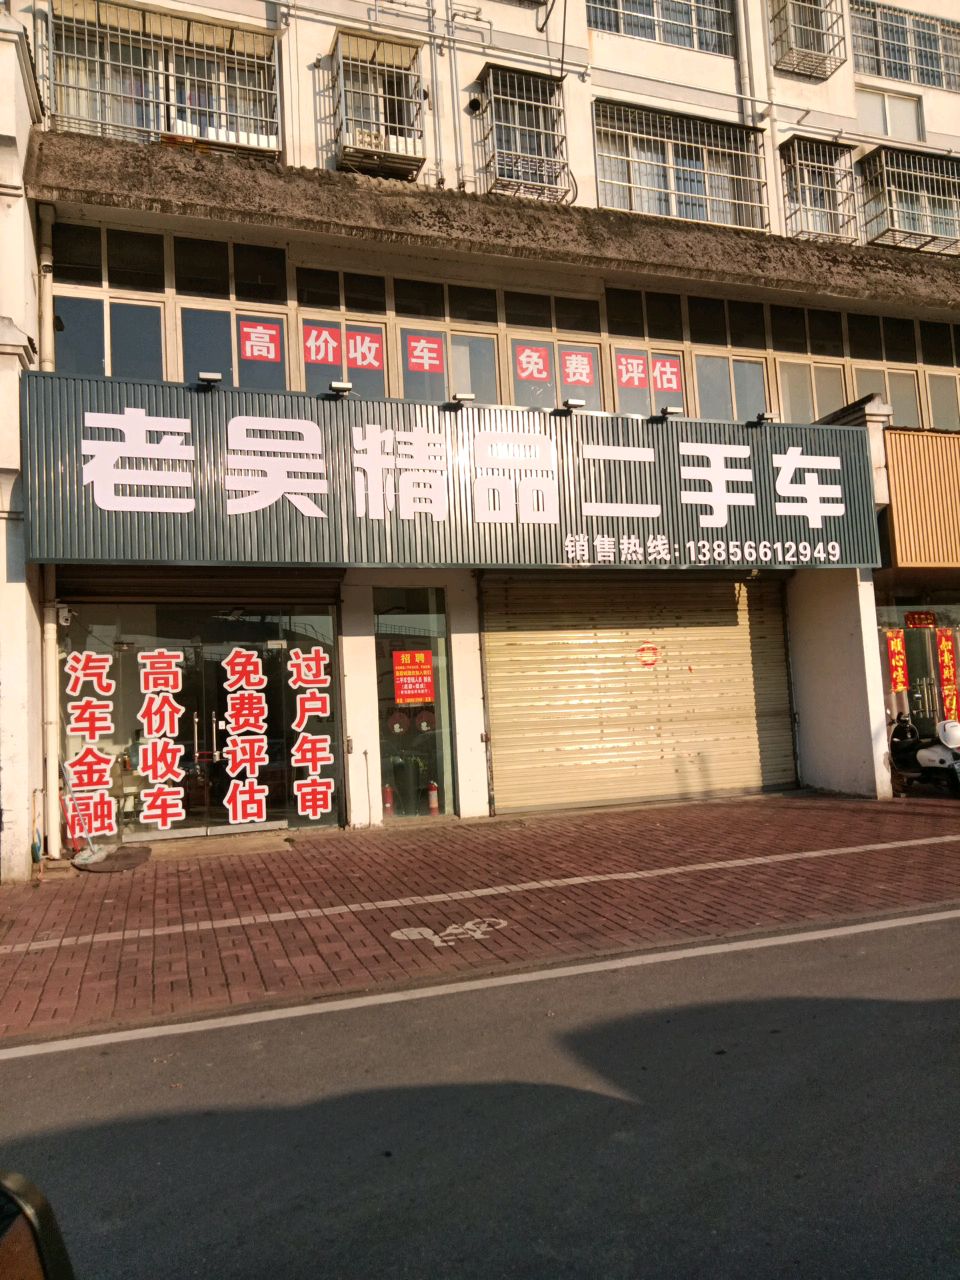 高价收车 免费评估
老吴精品二手车
销售热线:13856612949
汽车金融
高价收车
免费评估
过户年审
招聘